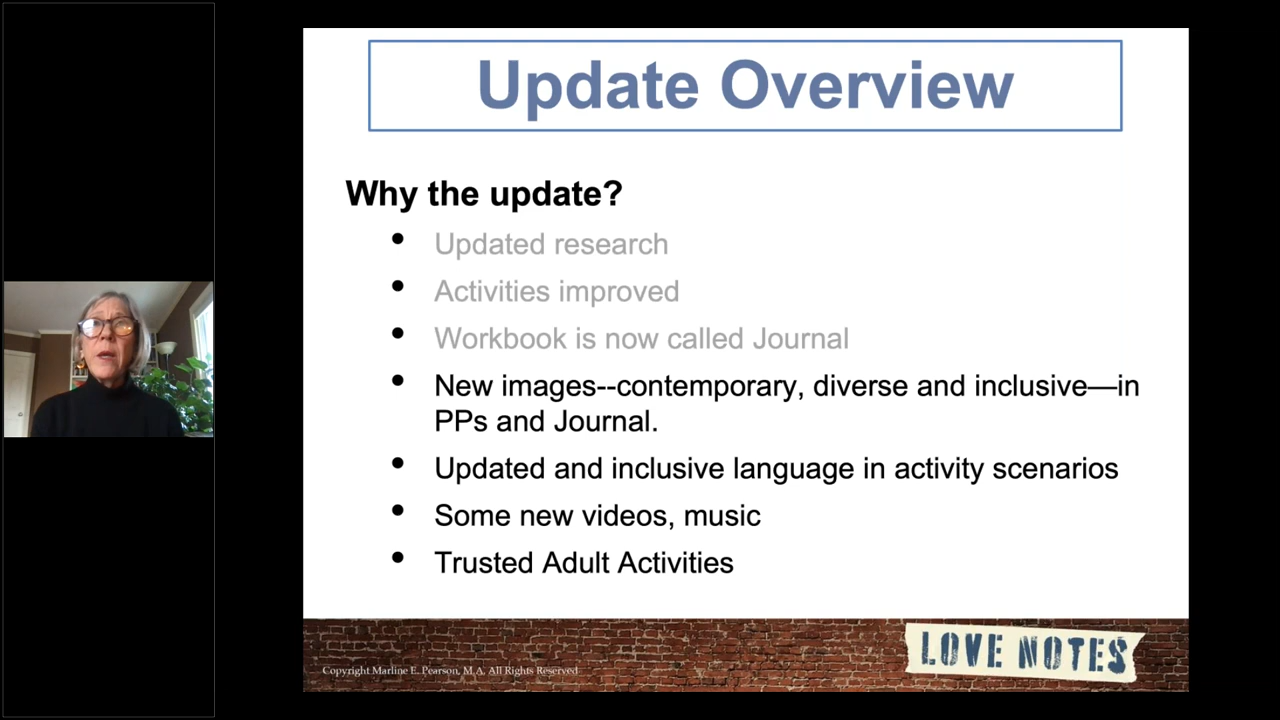 Update Overview
Why the update?
• Updated research
• Activities improved
• Workbook is now called Journal
• New images--contemporary, diverse and inclusive—in
PPs and Journal.
• Updated and inclusive language in activity scenarios
• Some new videos, music
• Trusted Adult Activities
LOVE NOTES
Copyright Marline E. Pearson, M.A. All Rights Reserved